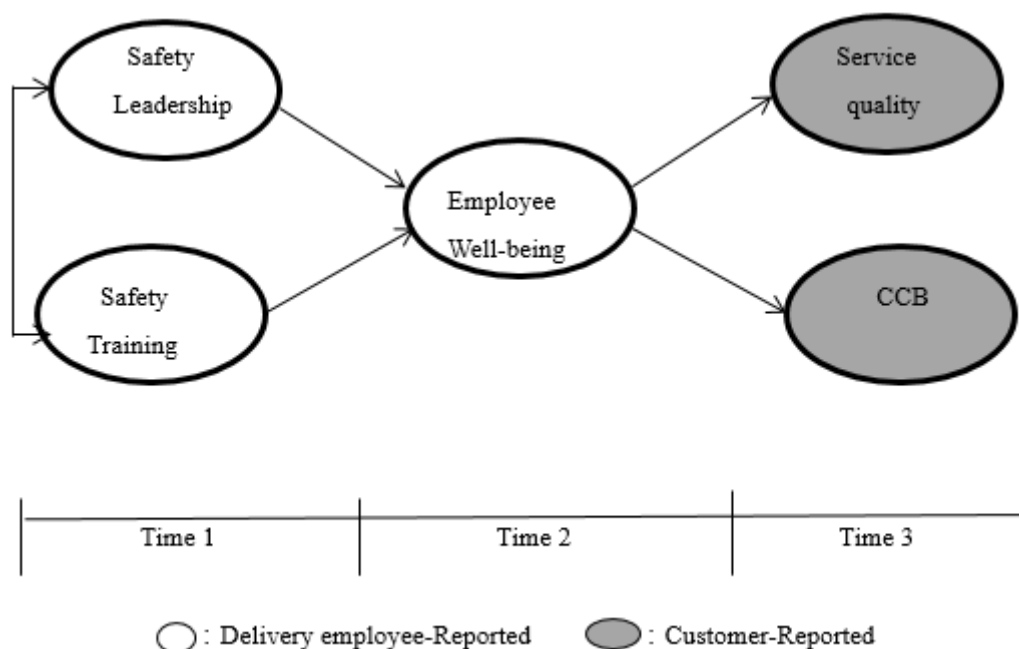 Safety
Leadership
Service
quality
Employee
Well-being
Safety
Training
CCB
Time 1
Time 2
Time 3
: Delivery employee-Reported
: Customer-Reported